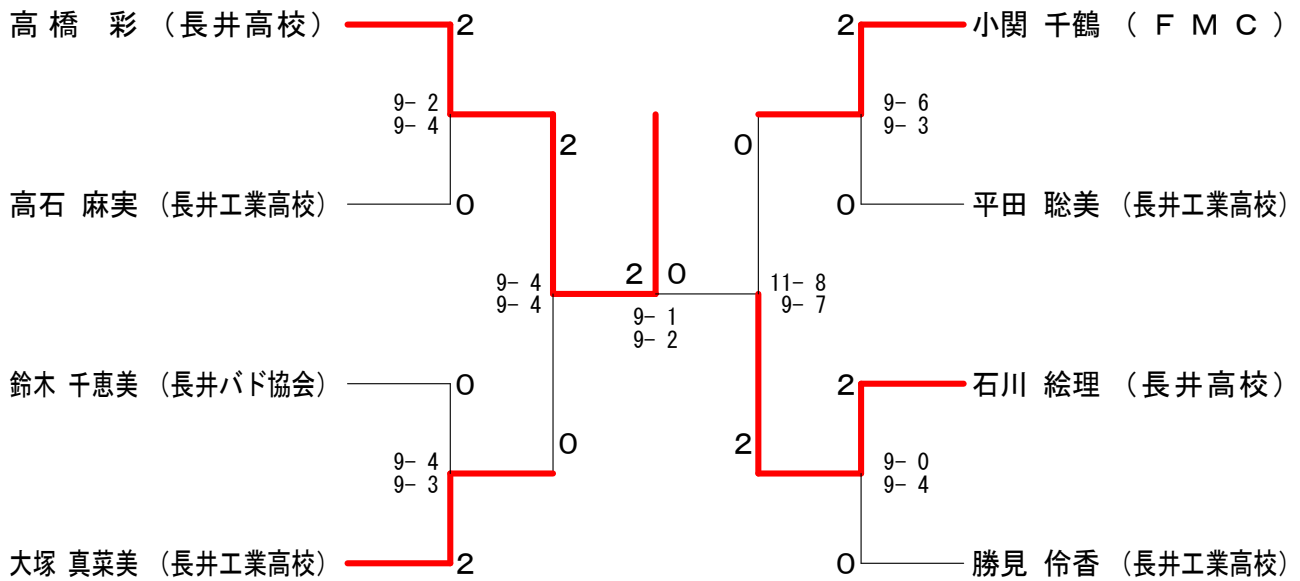 高橋 彩 (長井高校) 2 2 小関 千鶴 (FMC)
9- 2 9- 6
9- 4 9- 3
2 0
高石 麻実 (長井工業高校) 0 0 平田 聡美 (長井工業高校)
9- 4 2 0 11- 8
9- 4 9- 7
9- 1
9- 2
鈴木 千恵美 (長井バド協会) 0 2 石川 絵理 (長井高校)
0 2
9- 4 9- 0
9- 3 9- 4
大塚 真菜美 (長井工業高校) 2 0 勝見 伶香 (長井工業高校)